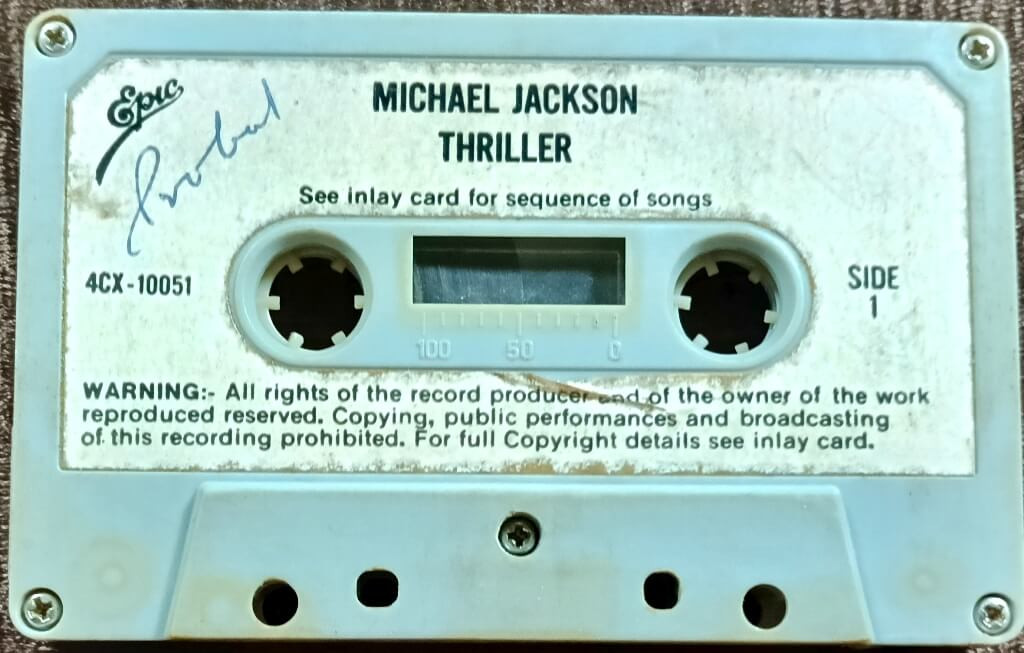 Epic
Probal
MICHAEL JACKSON
THRILLER
See inlay card for sequence of songs
4CX-10051
SIDE
1
100 50 0
WARNING:- All rights of the record producer and of the owner of the work
reproduced reserved. Copying, public performances and broadcasting
of this recording prohibited. For full Copyright details see inlay card.